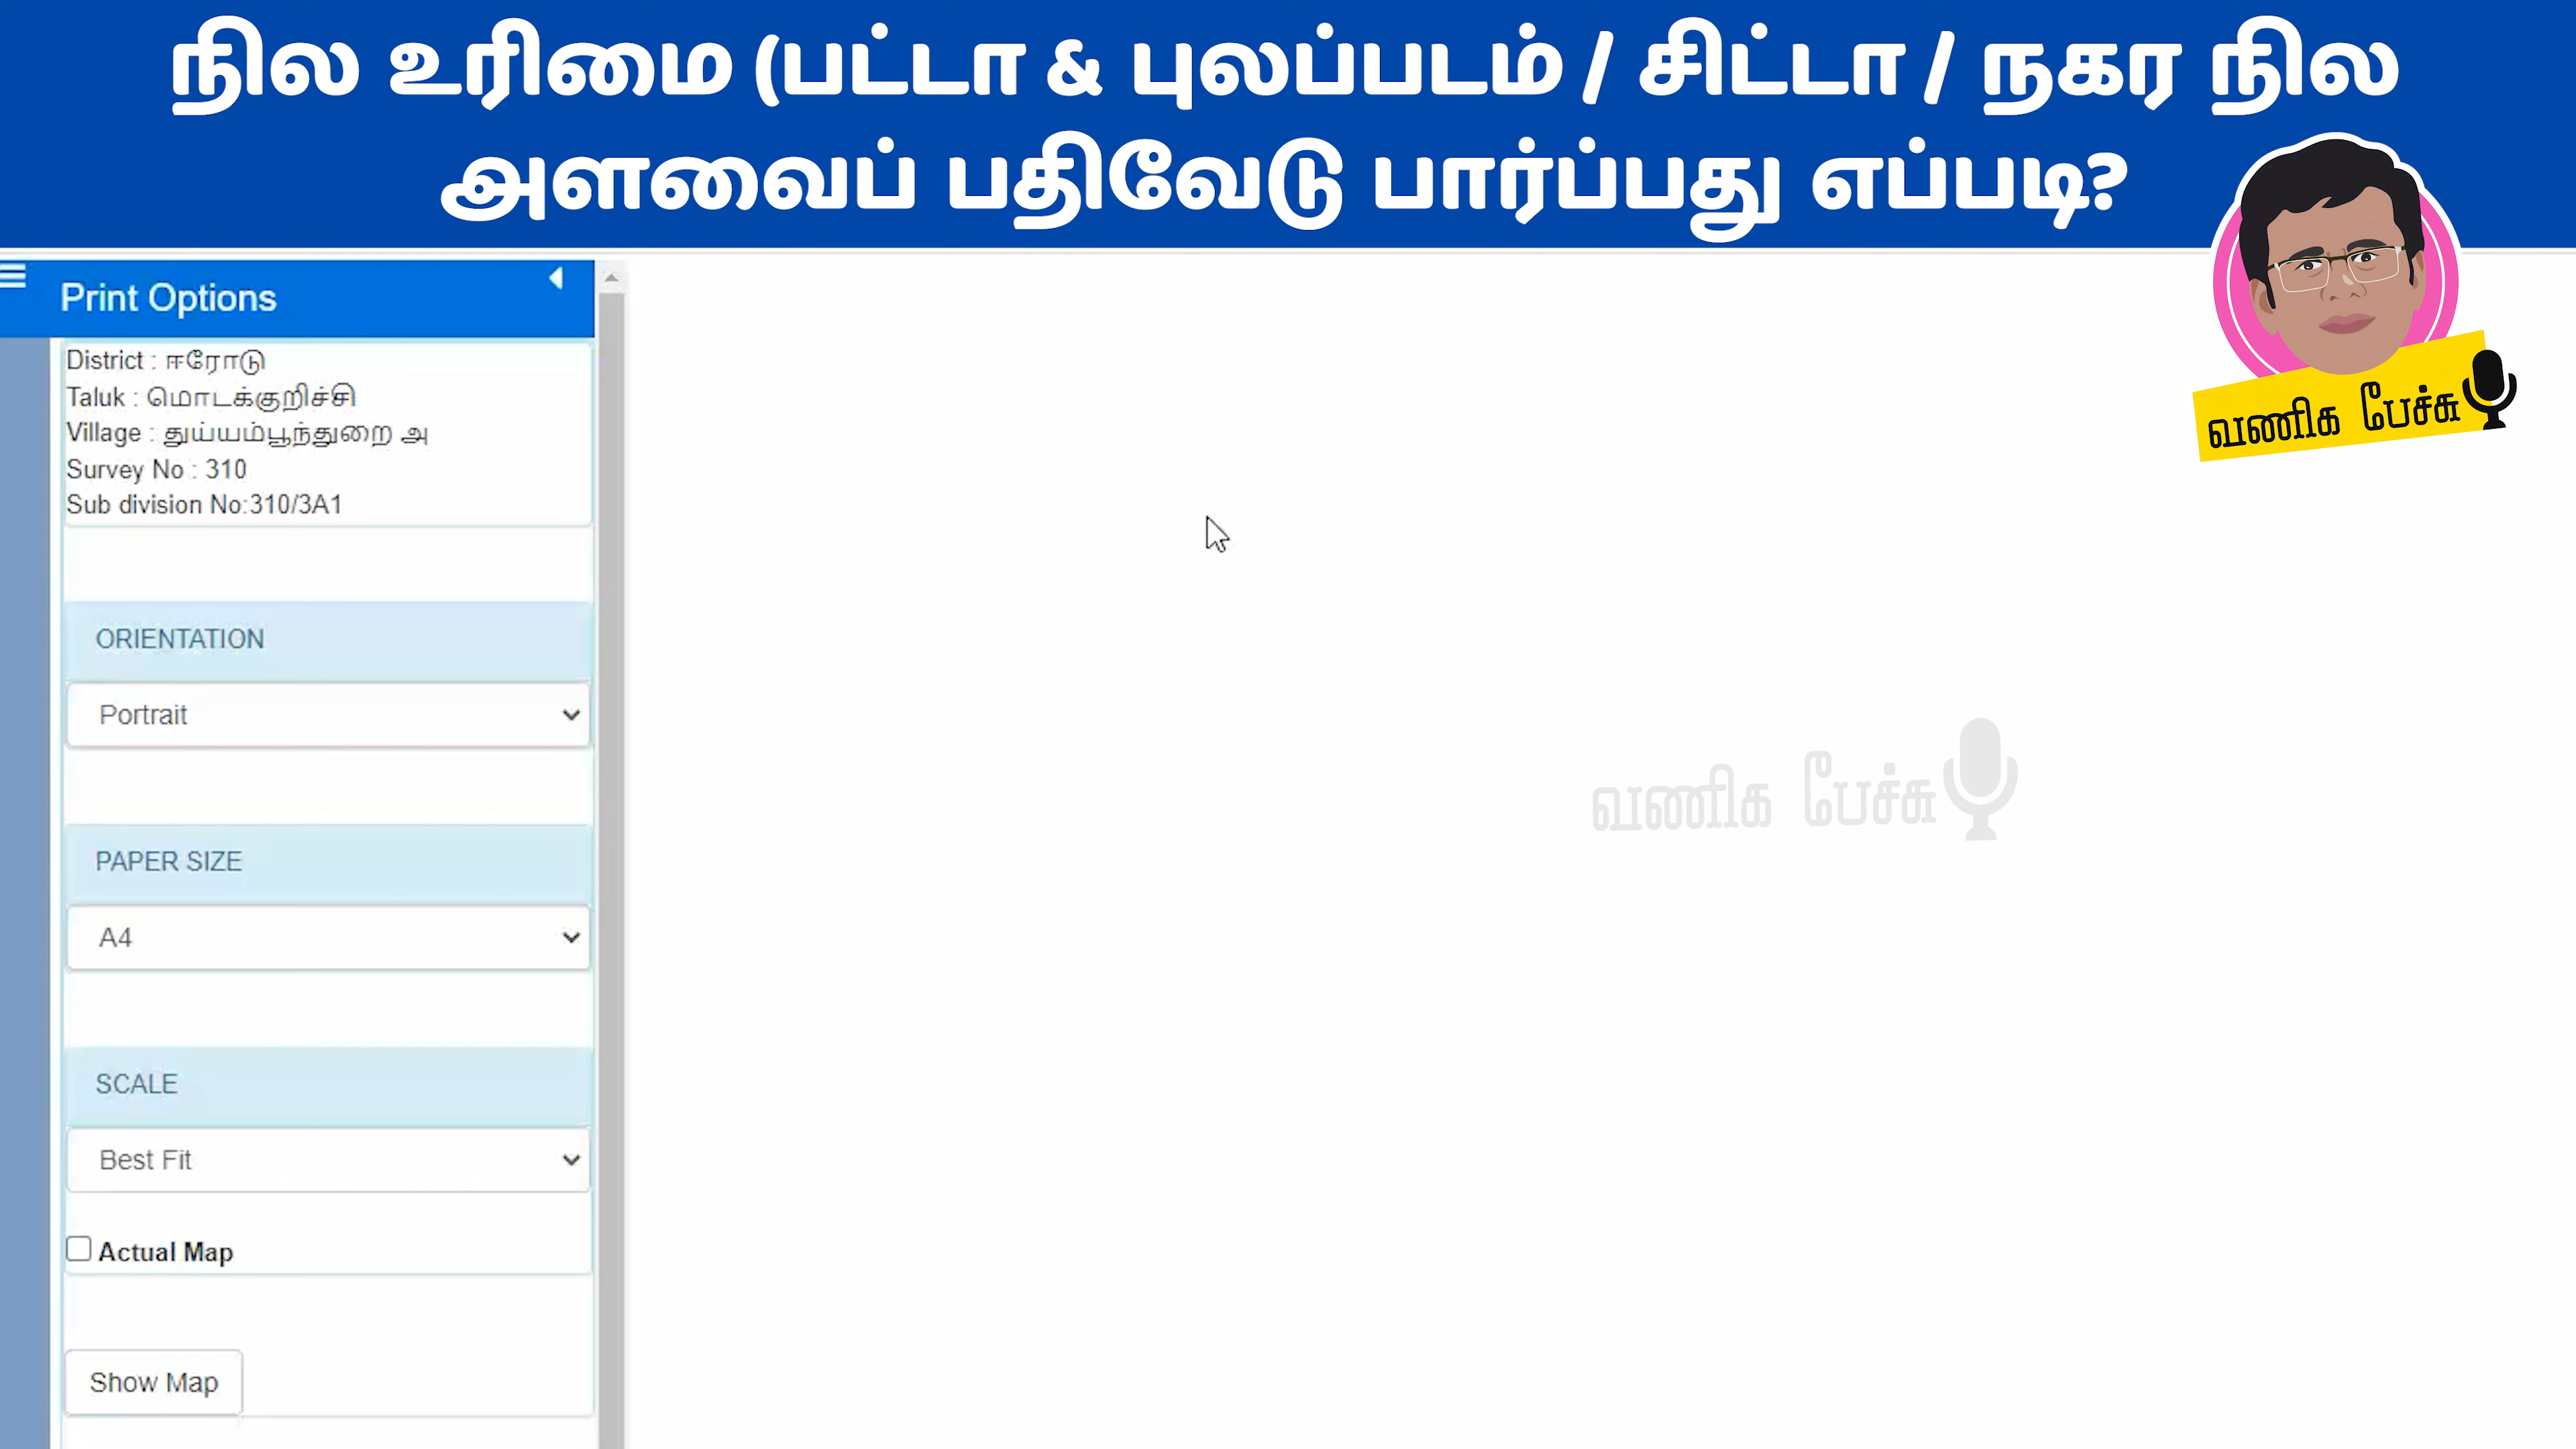 நில உரிமை (பட்டா & புலப்படம் / சிட்டா / நகர நில
அளவைப் பதிவேடு பார்ப்பது எப்படி?
வணிக பேச்சு
Print Options
District : ஈரோடு
Taluk : மொடக்குறிச்சி
Village : துய்யம்பூந்துறை அ
Survey No : 310
Sub division No:310/3A1
ORIENTATION
Portrait
வணிக பேச்சு
PAPER SIZE
A4
SCALE
Best Fit
Actual Map
Show Map